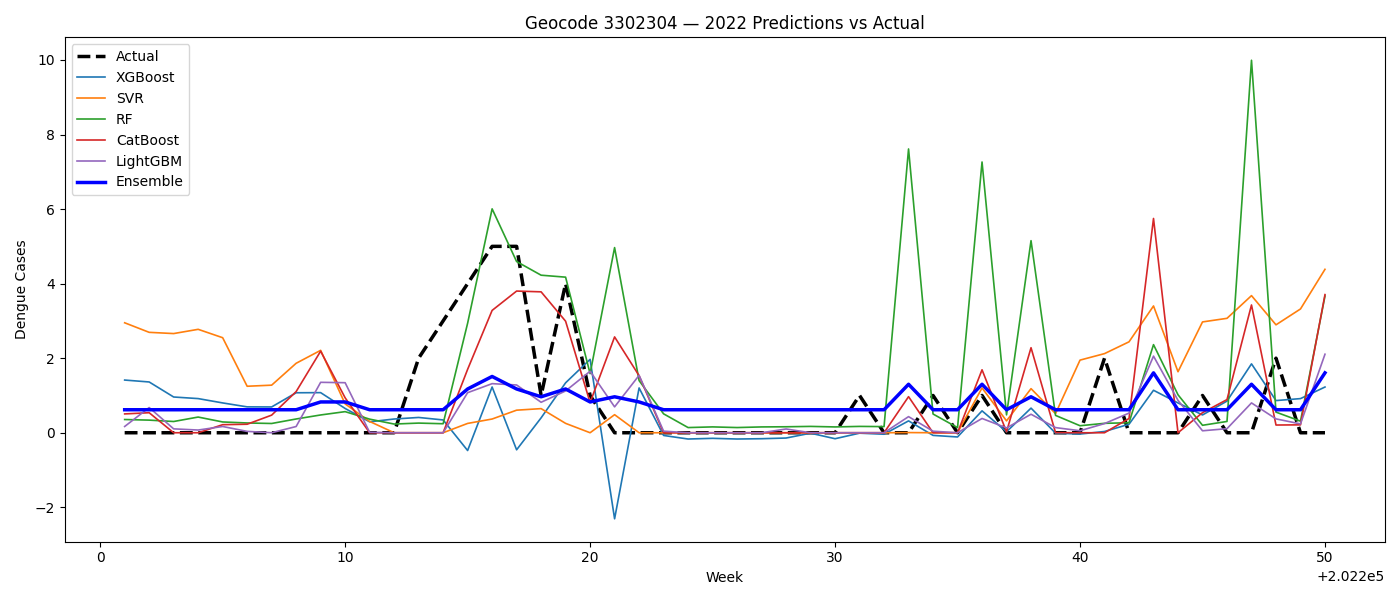 Geocode 3302304 — 2022 Predictions vs Actual
Actual
XGBoost
SVR
RF
CatBoost
LightGBM
Ensemble
Dengue Cases
10
8
6
4
2
0
−2
0
10
20
30
40
50
Week
+2.022e5